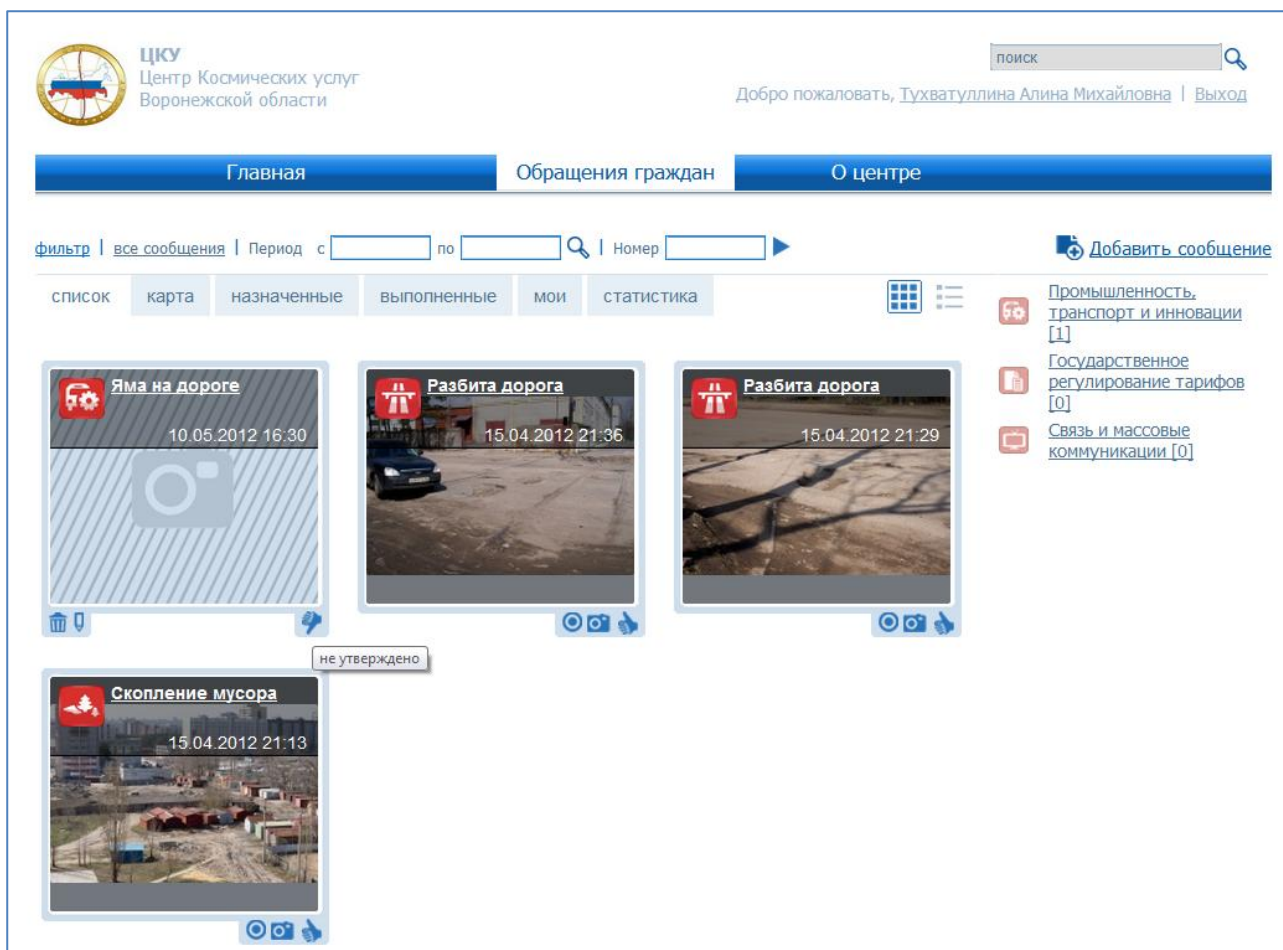 ЦКУ
Центр Космических услуг
Воронежской области
поиск
Добро пожаловать, Тухватуллина Алина Михайловна | Выход
Главная Обращения граждан О центре
фильтр | все сообщения | Период с по | Номер Добавить сообщение
список карта назначенные выполненные мои статистика
Промышленность,
транспорт и инновации
[1]
Государственное
регулирование тарифов
[0]
Связь и массовые
коммуникации [0]
Яма на дороге
10.05.2012 16:30
Разбита дорога
15.04.2012 21:36
Разбита дорога
15.04.2012 21:29
не утверждено
Скопление мусора
15.04.2012 21:13